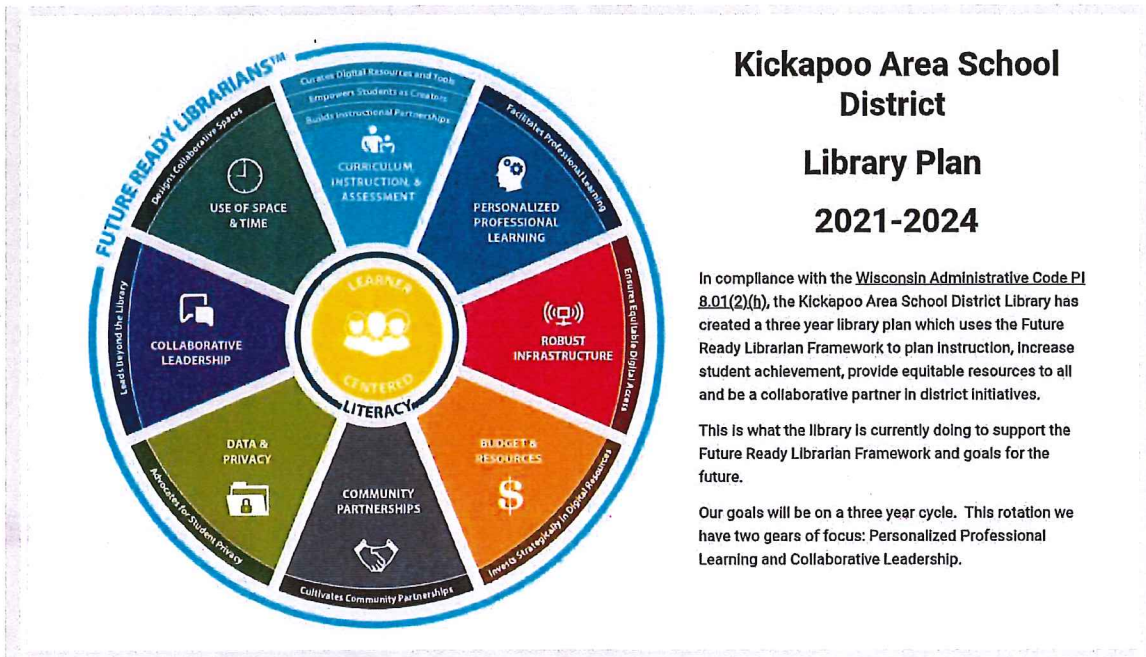 FUTURE READY LIBRARIANS™
Curates Digital Resources and Tools
Empowers Students as Creators
Builds Instructional Partnerships
CURRICULUM,
INSTRUCTION, &
ASSESSMENT
Facilitates Professional Learning
PERSONALIZED
PROFESSIONAL
LEARNING
Ensures Equitable Digital Access
ROBUST
INFRASTRUCTURE
Invests Strategically in Digital Resources
BUDGET &
RESOURCES
$
Cultivates Community Partnerships
COMMUNITY
PARTNERSHIPS
Advocates for Student Privacy
DATA &
PRIVACY
Leads Beyond the Library
COLLABORATIVE
LEADERSHIP
Designs Collaborative Spaces
USE OF SPACE
& TIME
LEARNER
CENTERED
LITERACY
Kickapoo Area School
District
Library Plan
2021-2024
In compliance with the Wisconsin Administrative Code PI
8.01(2)(h), the Kickapoo Area School District Library has
created a three year library plan which uses the Future
Ready Librarian Framework to plan instruction, increase
student achievement, provide equitable resources to all
and be a collaborative partner in district initiatives.
This is what the library is currently doing to support the
Future Ready Librarian Framework and goals for the
future.
Our goals will be on a three year cycle. This rotation we
have two gears of focus: Personalized Professional
Learning and Collaborative Leadership.